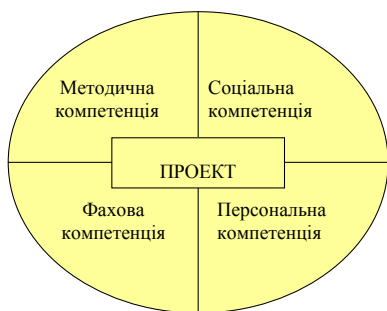 Методична
компетенція
Соціальна
компетенція
ПРОЕКТ
Фахова
компетенція
Персональна
компетенція